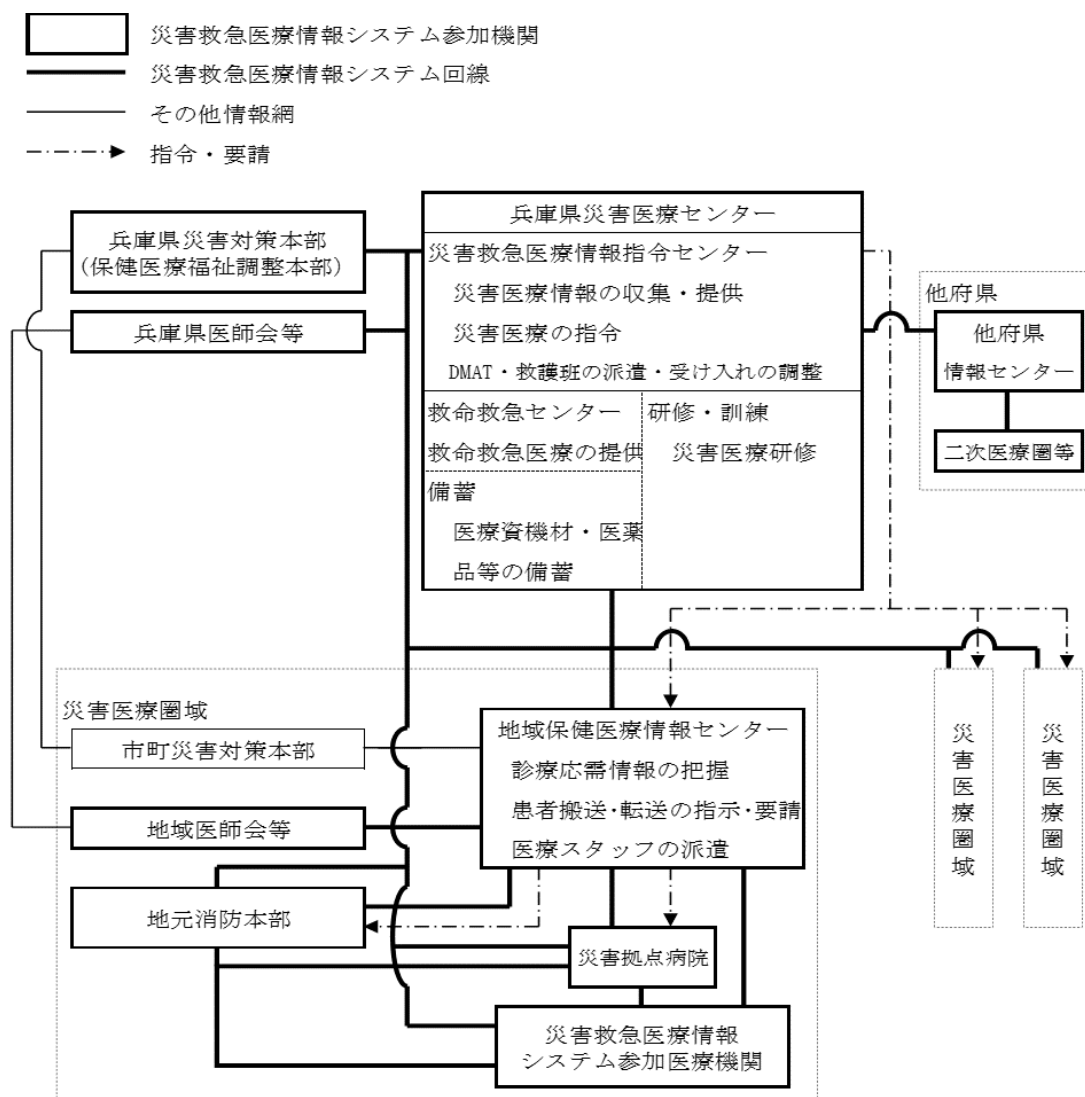 災害救急医療情報システム参加機関
災害救急医療情報システム回線
その他情報網
指令・要請
兵庫県災害対策本部
（保健医療福祉調整本部）
兵庫県医師会等
兵庫県災害医療センター
災害救急医療情報指令センター
災害医療情報の収集・提供
災害医療の指令
DMAT・救護班の派遣・受け入れの調整
救命救急センター
救命救急医療の提供
備蓄
医療資機材・医薬
品等の備蓄
研修・訓練
災害医療研修
他府県
他府県
情報センター
二次医療圏等
災害医療圏域
市町災害対策本部
地域医師会等
地元消防本部
地域保健医療情報センター
診療応需情報の把握
患者搬送・転送の指示・要請
医療スタッフの派遣
災害拠点病院
災害救急医療情報
システム参加医療機関
災害医療圏域
災害医療圏域